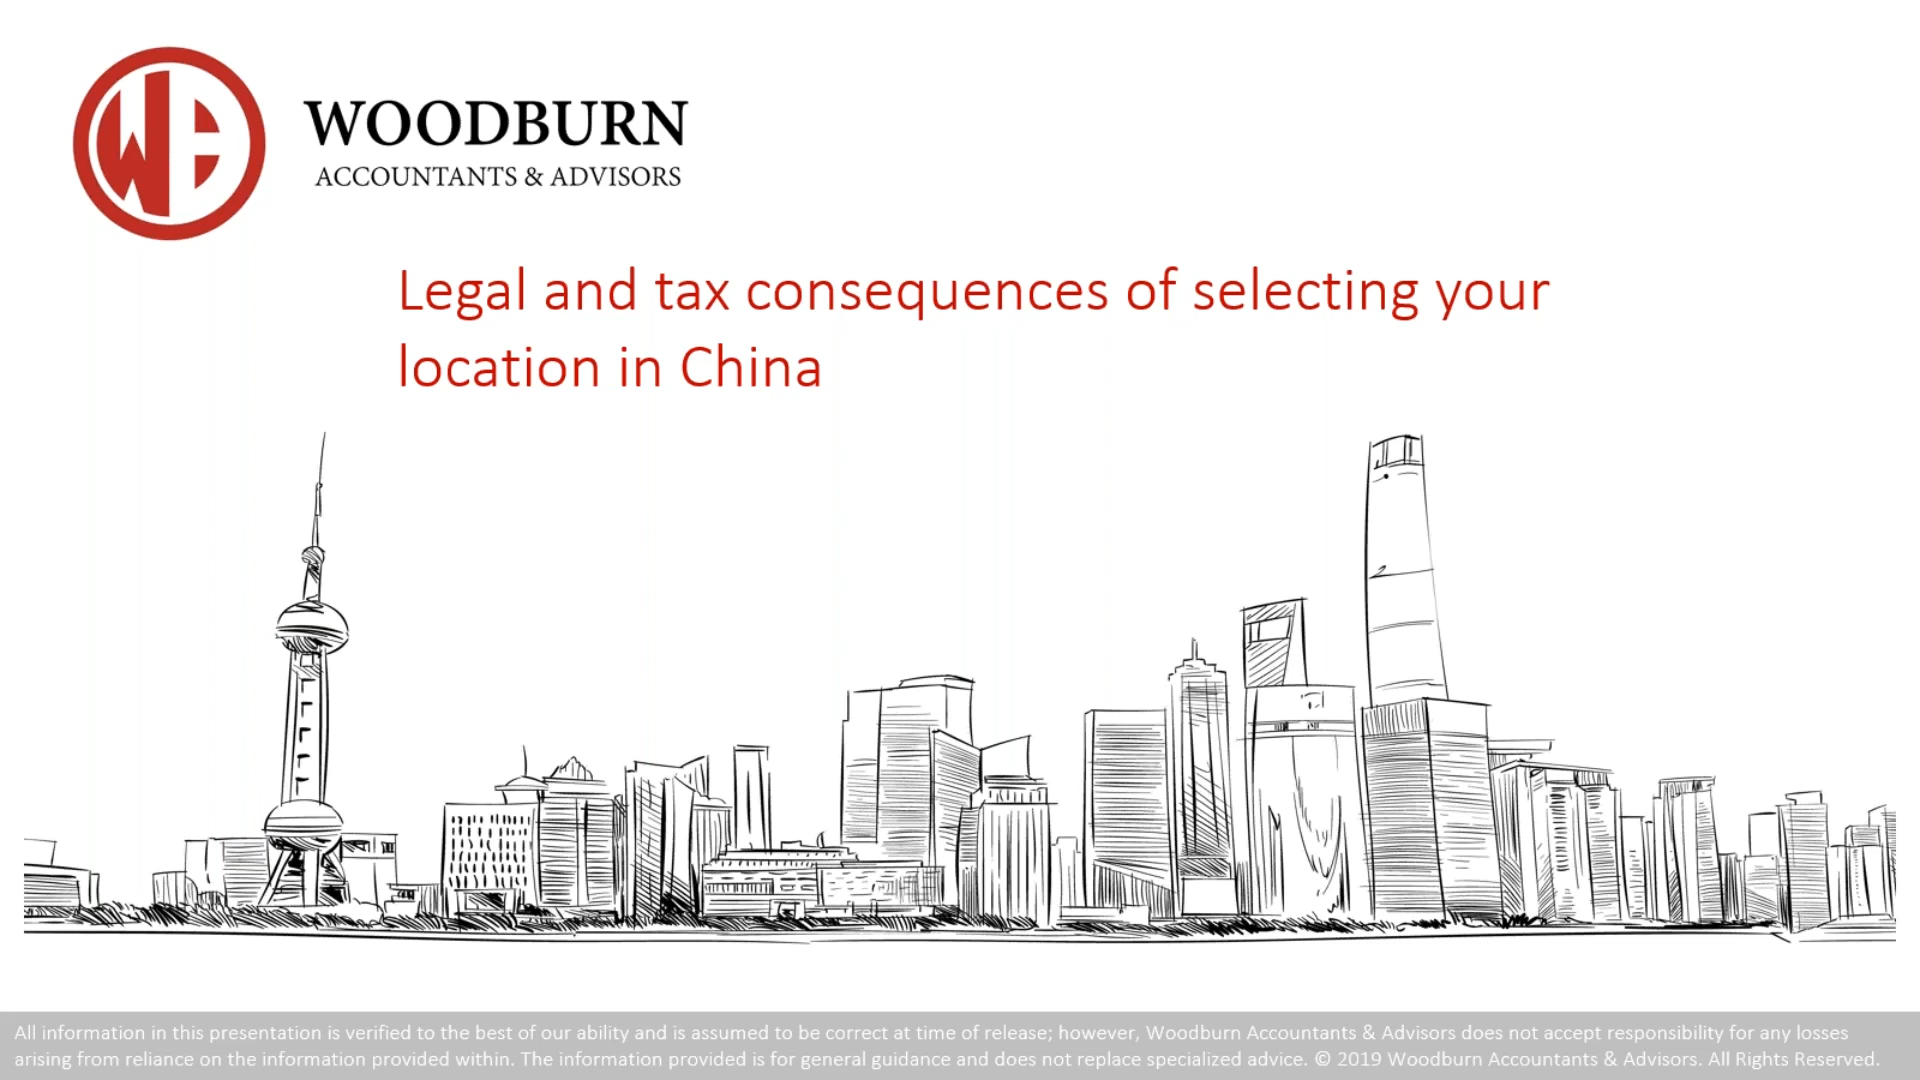 WOODBURN
ACCOUNTANTS & ADVISORS
Legal and tax consequences of selecting your
location in China
All information in this presentation is verified to the best of our ability and is assumed to be correct at time of release; however, Woodburn Accountants & Advisors does not accept responsibility for any losses
arising from reliance on the information provided within. The information provided is for general guidance and does not replace specialized advice. © 2019 Woodburn Accountants & Advisors. All Rights Reserved.